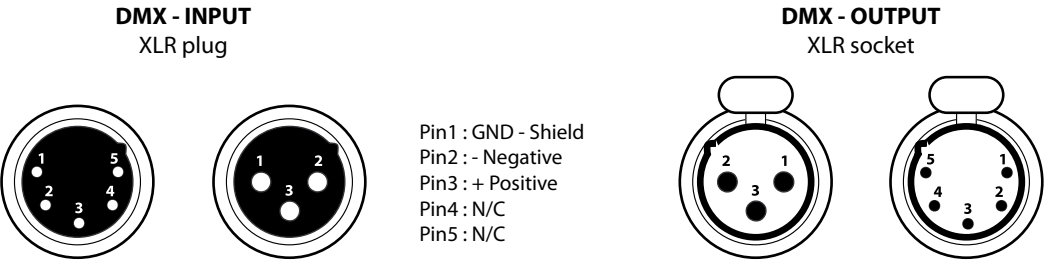 DMX - INPUT
XLR plug
1 5
2 4
3
1 2
3
Pin1 : GND - Shield
Pin2 : - Negative
Pin3 : + Positive
Pin4 : N/C
Pin5 : N/C
DMX - OUTPUT
XLR socket
2 1
3
5 1
4 2
3